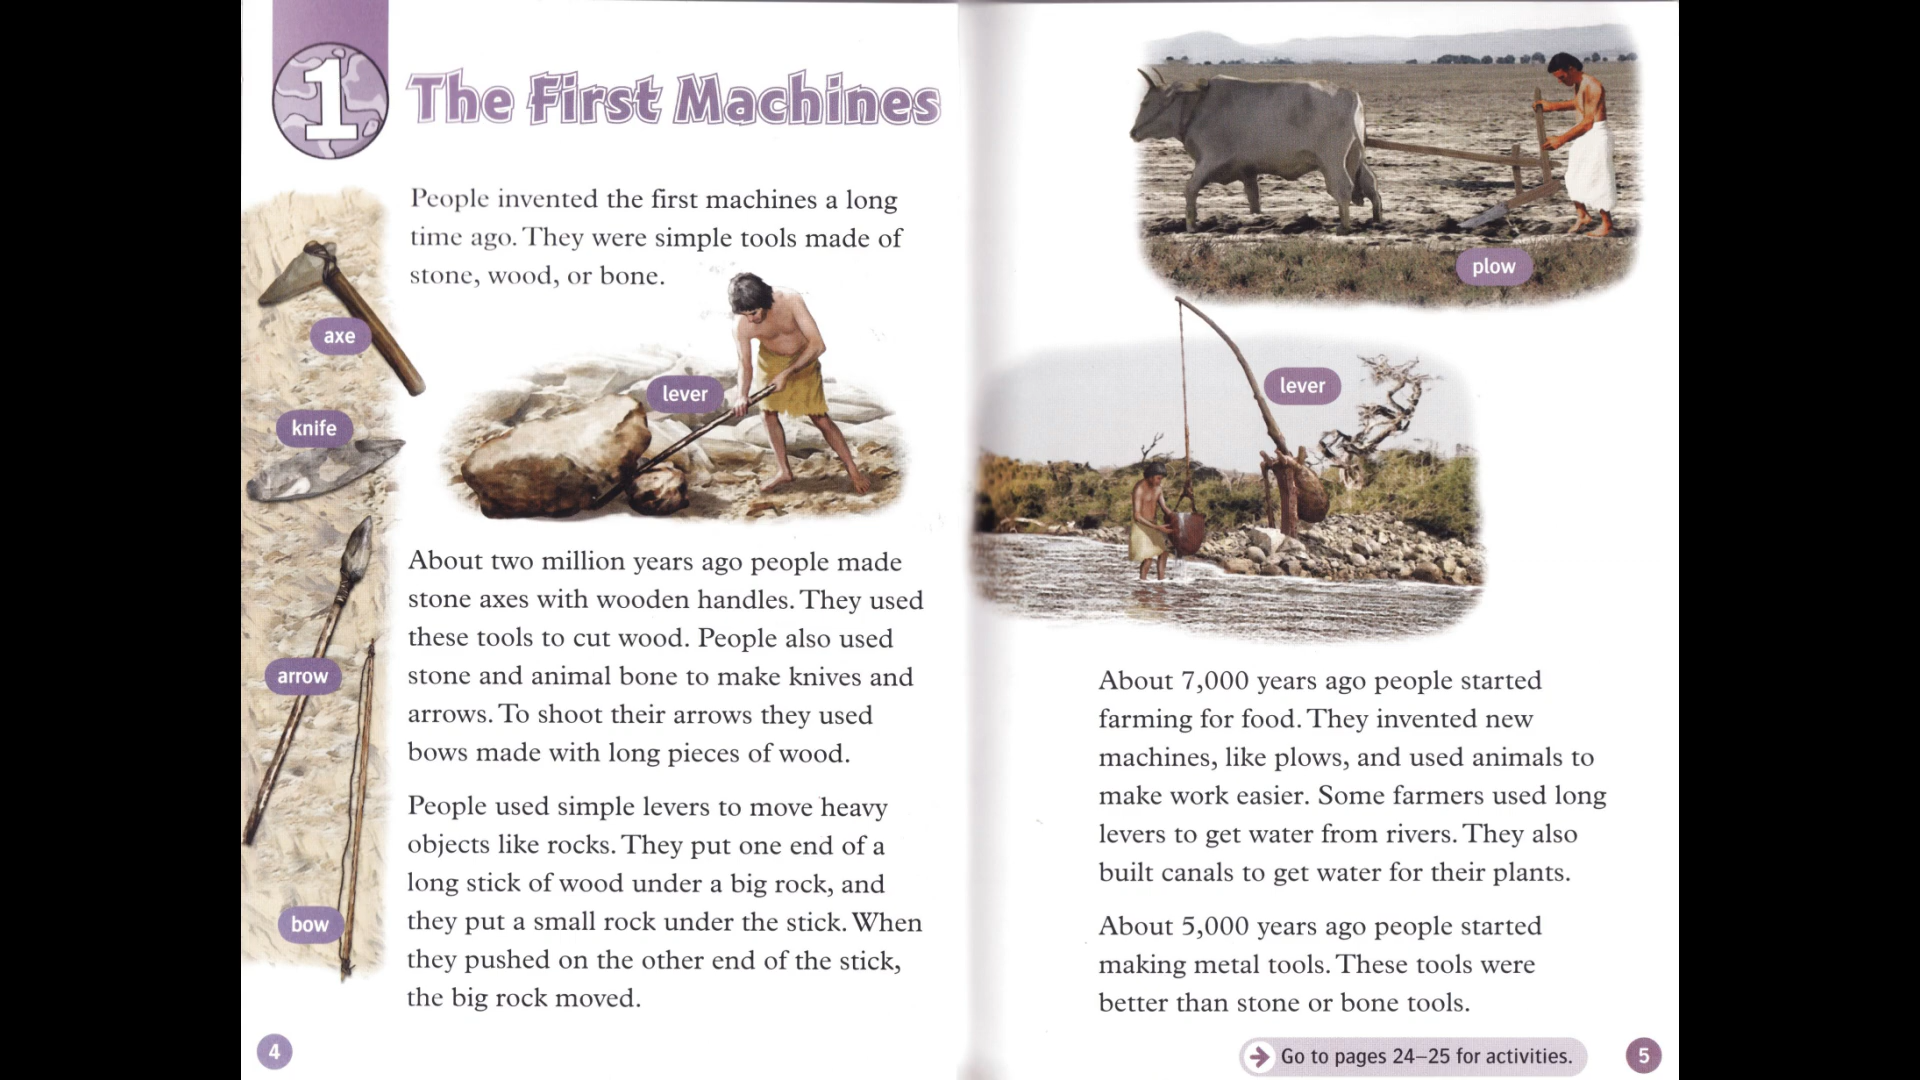 1
The First Machines
People invented the first machines a long
time ago. They were simple tools made of
stone, wood, or bone.
axe
lever
knife
arrow
bow
About two million years ago people made
stone axes with wooden handles. They used
these tools to cut wood. People also used
stone and animal bone to make knives and
arrows. To shoot their arrows they used
bows made with long pieces of wood.
People used simple levers to move heavy
objects like rocks. They put one end of a
long stick of wood under a big rock, and
they put a small rock under the stick. When
they pushed on the other end of the stick,
the big rock moved.
4
plow
lever
About 7,000 years ago people started
farming for food. They invented new
machines, like plows, and used animals to
make work easier. Some farmers used long
levers to get water from rivers. They also
built canals to get water for their plants.
About 5,000 years ago people started
making metal tools. These tools were
better than stone or bone tools.
Go to pages 24–25 for activities.
5